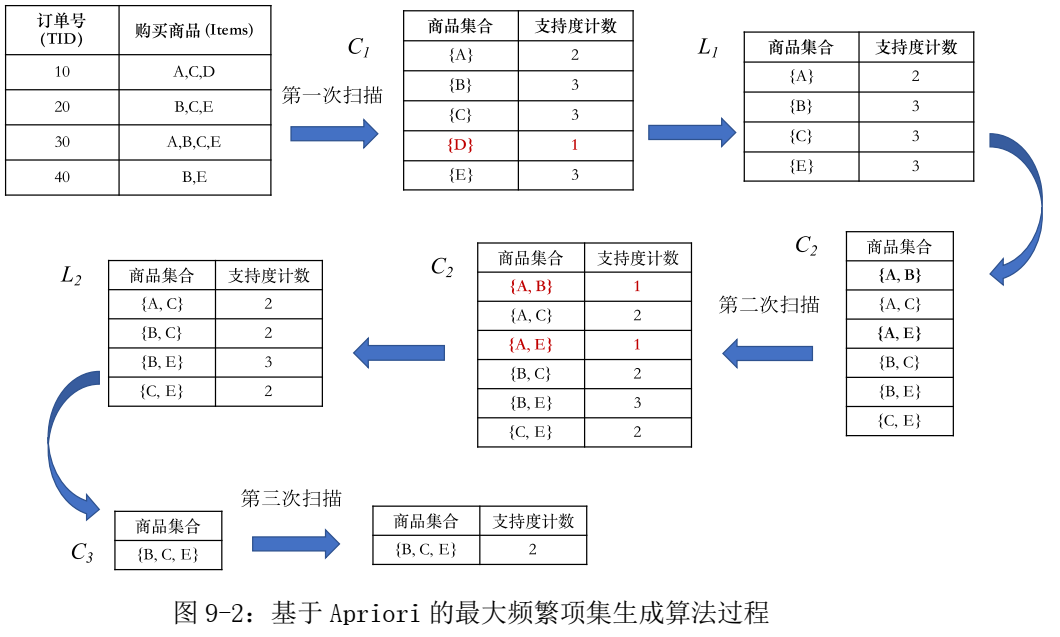 订单号 (TID) 购买商品 (Items)
10 A,C,D
20 B,C,E
30 A,B,C,E
40 B,E
第一次扫描
C1
商品集合 支持度计数
{A} 2
{B} 3
{C} 3
{D} 1
{E} 3
L1
商品集合 支持度计数
{A} 2
{B} 3
{C} 3
{E} 3
C2
商品集合
{A, B}
{A, C}
{A, E}
{B, C}
{B, E}
{C, E}
第二次扫描
C2
商品集合 支持度计数
{A, B} 1
{A, C} 2
{A, E} 1
{B, C} 2
{B, E} 3
{C, E} 2
L2
商品集合 支持度计数
{A, C} 2
{B, C} 2
{B, E} 3
{C, E} 2
C3
商品集合
{B, C, E}
第三次扫描
商品集合 支持度计数
{B, C, E} 2
图 9-2: 基于 Apriori 的最大频繁项集生成算法过程